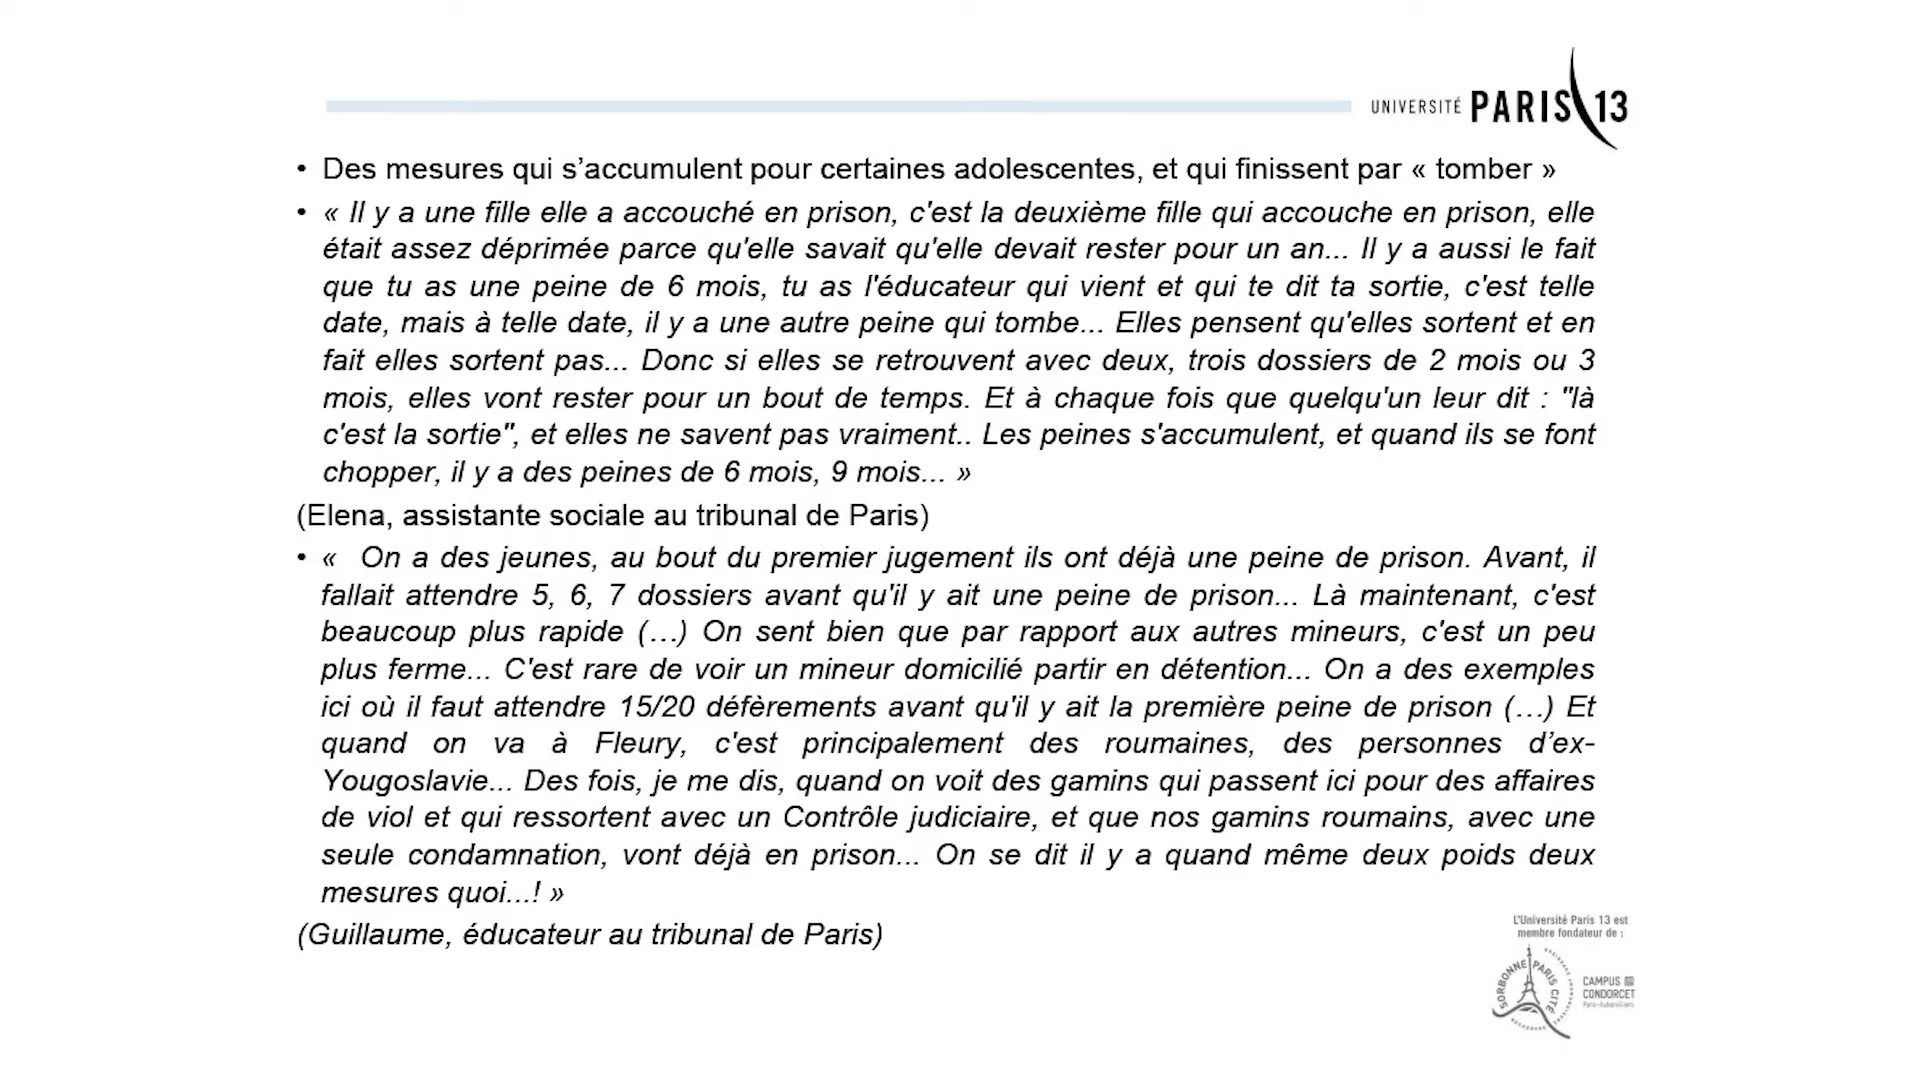 UNIVERSITÉ PARIS 13
• Des mesures qui s’accumulent pour certaines adolescentes, et qui finissent par « tomber »
• « Il y a une fille elle a accouché en prison, c'est la deuxième fille qui accouche en prison, elle
était assez déprimée parce qu'elle savait qu'elle devait rester pour un an... Il y a aussi le fait
que tu as une peine de 6 mois, tu as l'éducateur qui vient et qui te dit ta sortie, c'est telle
date, mais à telle date, il y a une autre peine qui tombe... Elles pensent qu'elles sortent et en
fait elles sortent pas... Donc si elles se retrouvent avec deux, trois dossiers de 2 mois ou 3
mois, elles vont rester pour un bout de temps. Et à chaque fois que quelqu'un leur dit : "là
c'est la sortie", et elles ne savent pas vraiment.. Les peines s'accumulent, et quand ils se font
chopper, il y a des peines de 6 mois, 9 mois... »
(Elena, assistante sociale au tribunal de Paris)
• « On a des jeunes, au bout du premier jugement ils ont déjà une peine de prison. Avant, il
fallait attendre 5, 6, 7 dossiers avant qu'il y ait une peine de prison... Là maintenant, c'est
beaucoup plus rapide (…) On sent bien que par rapport aux autres mineurs, c'est un peu
plus ferme... C'est rare de voir un mineur domicilié partir en détention... On a des exemples
ici où il faut attendre 15/20 défèrements avant qu'il y ait la première peine de prison (…) Et
quand on va à Fleury, c'est principalement des roumaines, des personnes d’ex-
Yougoslavie... Des fois, je me dis, quand on voit des gamins qui passent ici pour des affaires
de viol et qui ressortent avec un Contrôle judiciaire, et que nos gamins roumains, avec une
seule condamnation, vont déjà en prison... On se dit il y a quand même deux poids deux
mesures quoi...! »
(Guillaume, éducateur au tribunal de Paris)
L'Université Paris 13 est
membre fondateur de :
SORBONNE PARIS CITÉ
CAMPUS
CONDORCET
Paris-Aubervilliers